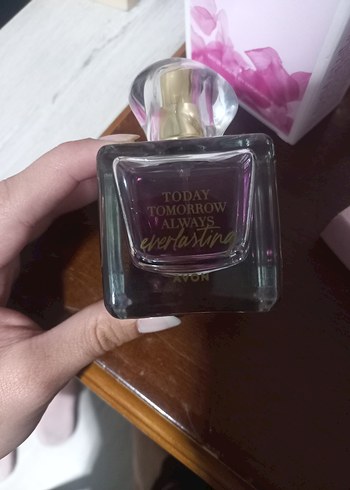 TODAY
TOMORROW
ALWAYS
everlasting
AVON